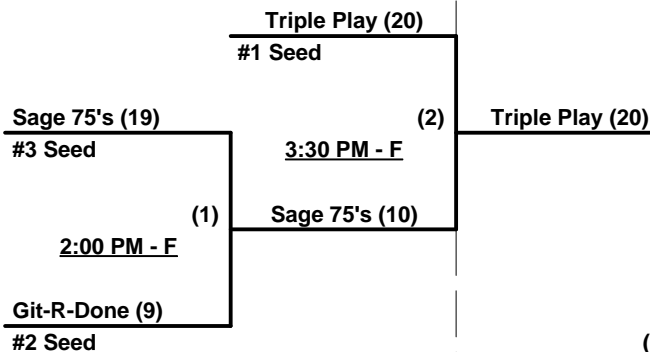 Triple Play (20)
#1 Seed
Sage 75's (19)
(2)
Triple Play (20)
#3 Seed
3:30 PM - F
(1)
Sage 75's (10)
2:00 PM - F
Git-R-Done (9)
#2 Seed
(